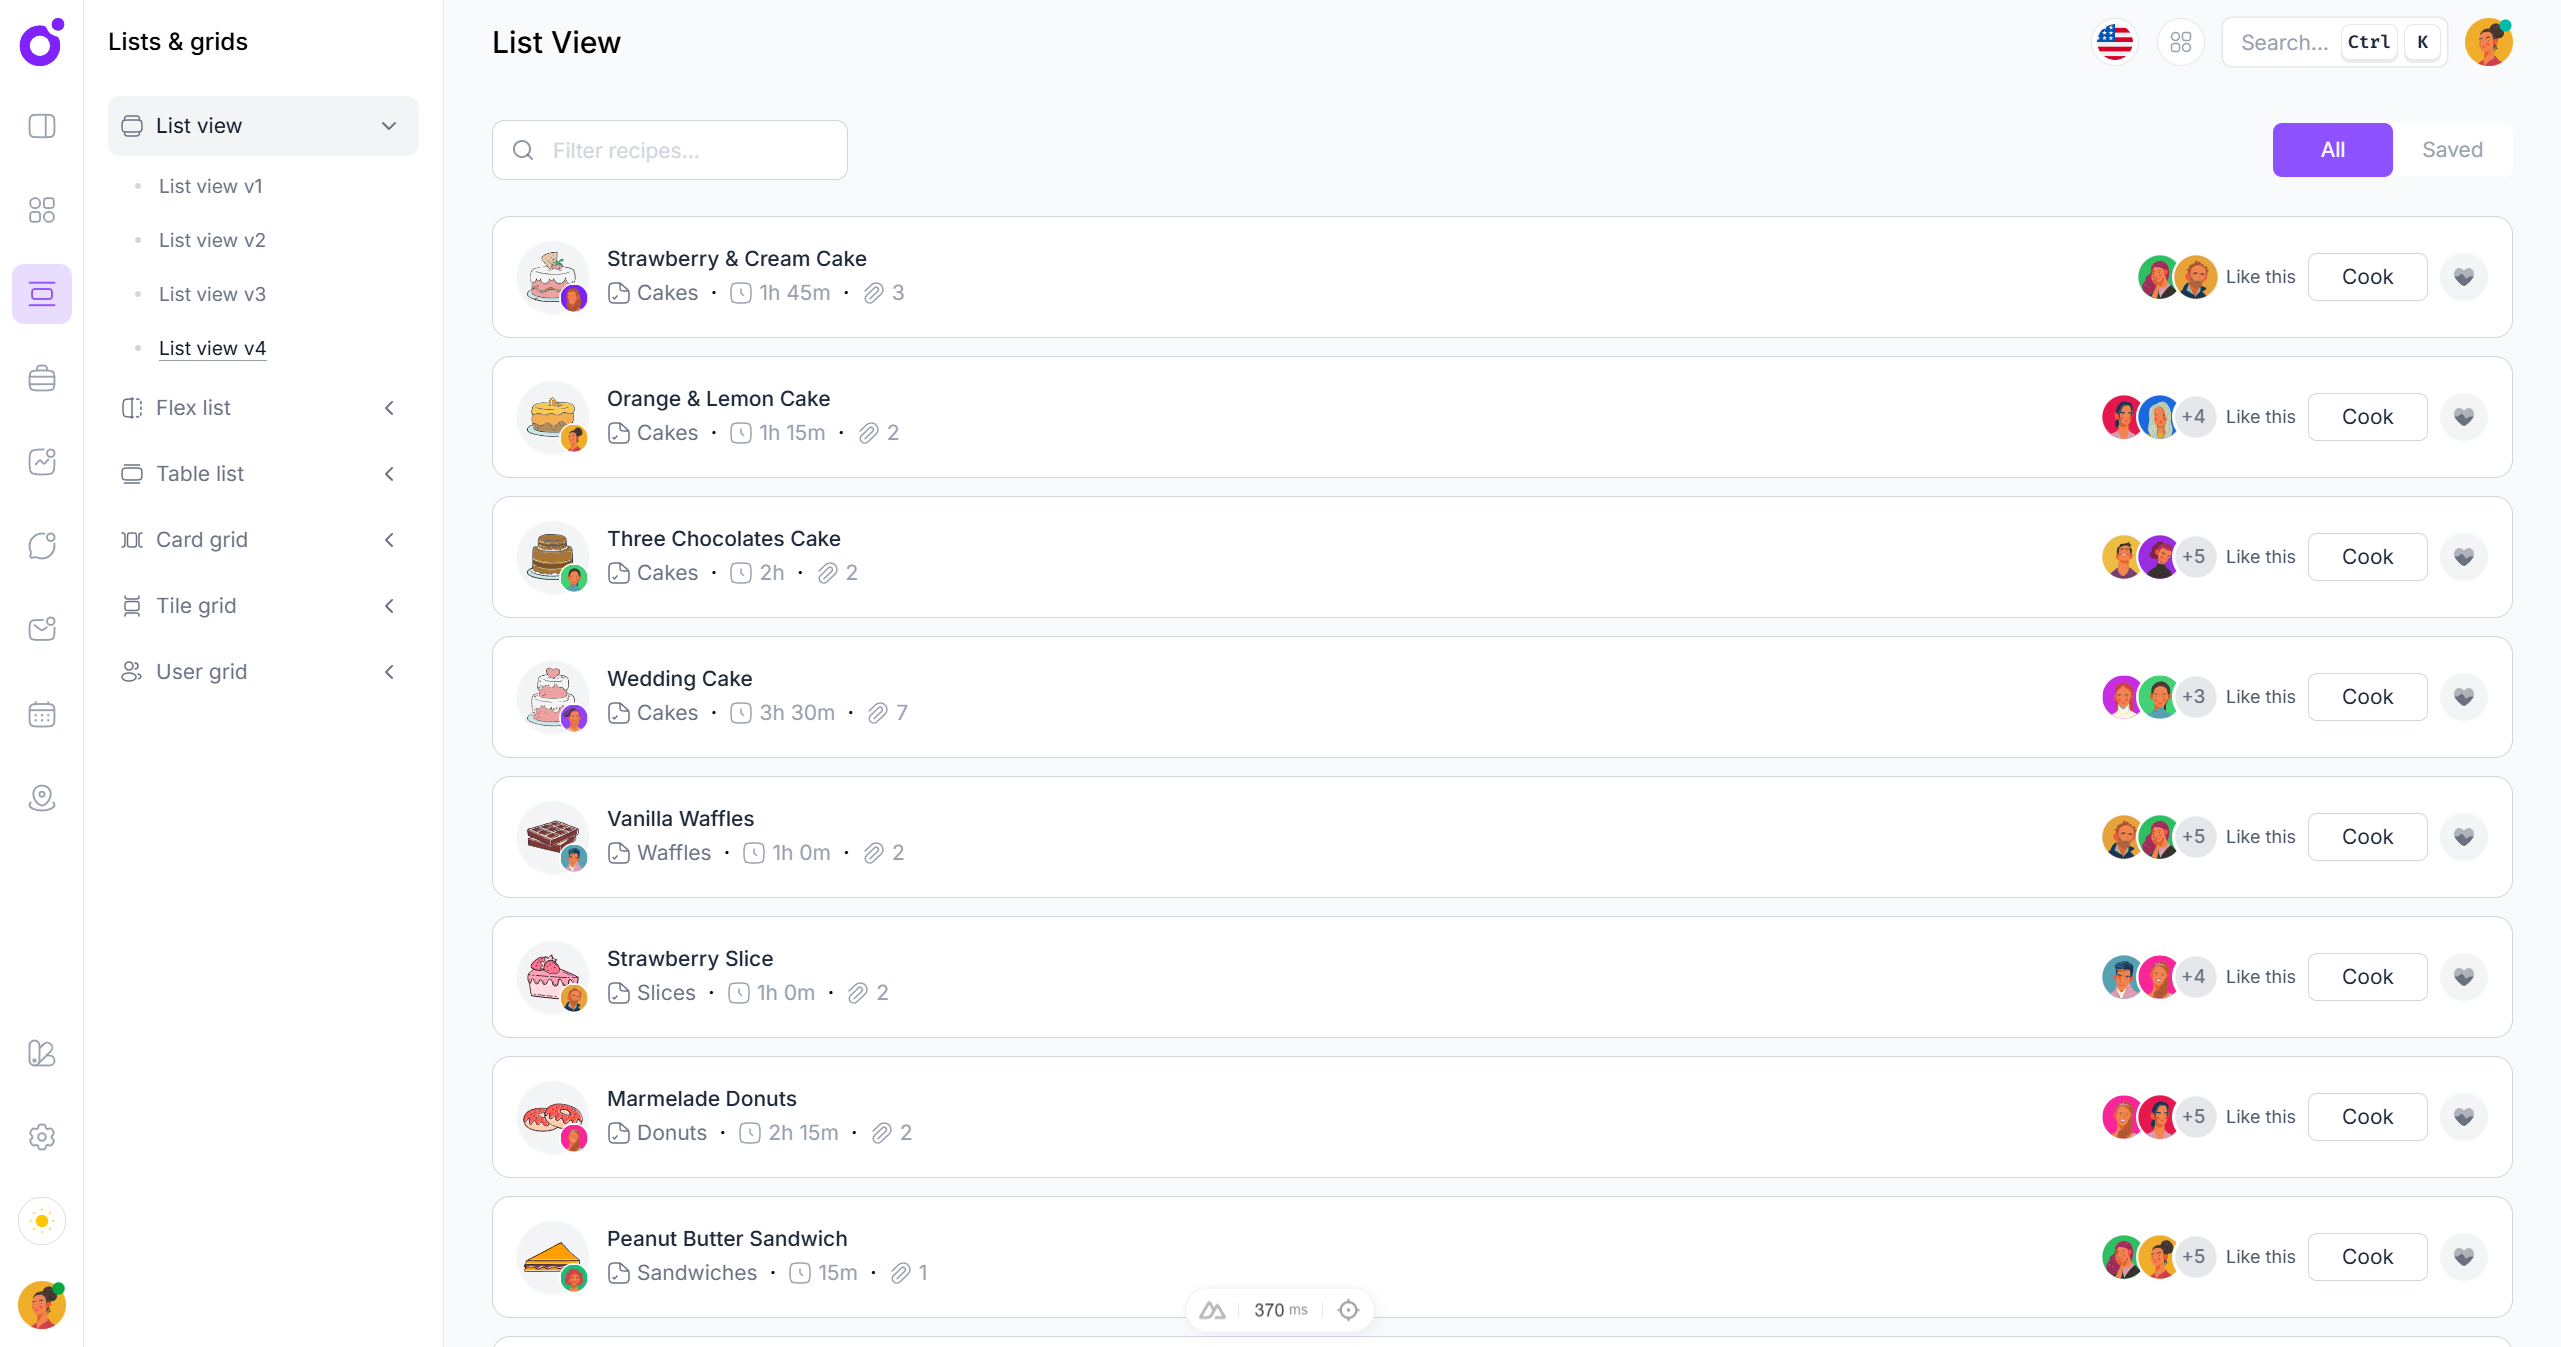 Lists & grids
List view
List view v1
List view v2
List view v3
List view v4
Flex list
Table list
Card grid
Tile grid
User grid
List View
Search... Ctrl K
Filter recipes...
All Saved
Strawberry & Cream Cake
Cakes · 1h 45m · 3
Like this Cook
Orange & Lemon Cake
Cakes · 1h 15m · 2
+4 Like this Cook
Three Chocolates Cake
Cakes · 2h · 2
+5 Like this Cook
Wedding Cake
Cakes · 3h 30m · 7
+3 Like this Cook
Vanilla Waffles
Waffles · 1h 0m · 2
+5 Like this Cook
Strawberry Slice
Slices · 1h 0m · 2
+4 Like this Cook
Marmelade Donuts
Donuts · 2h 15m · 2
+5 Like this Cook
Peanut Butter Sandwich
Sandwiches · 15m · 1
+5 Like this Cook
370 ms